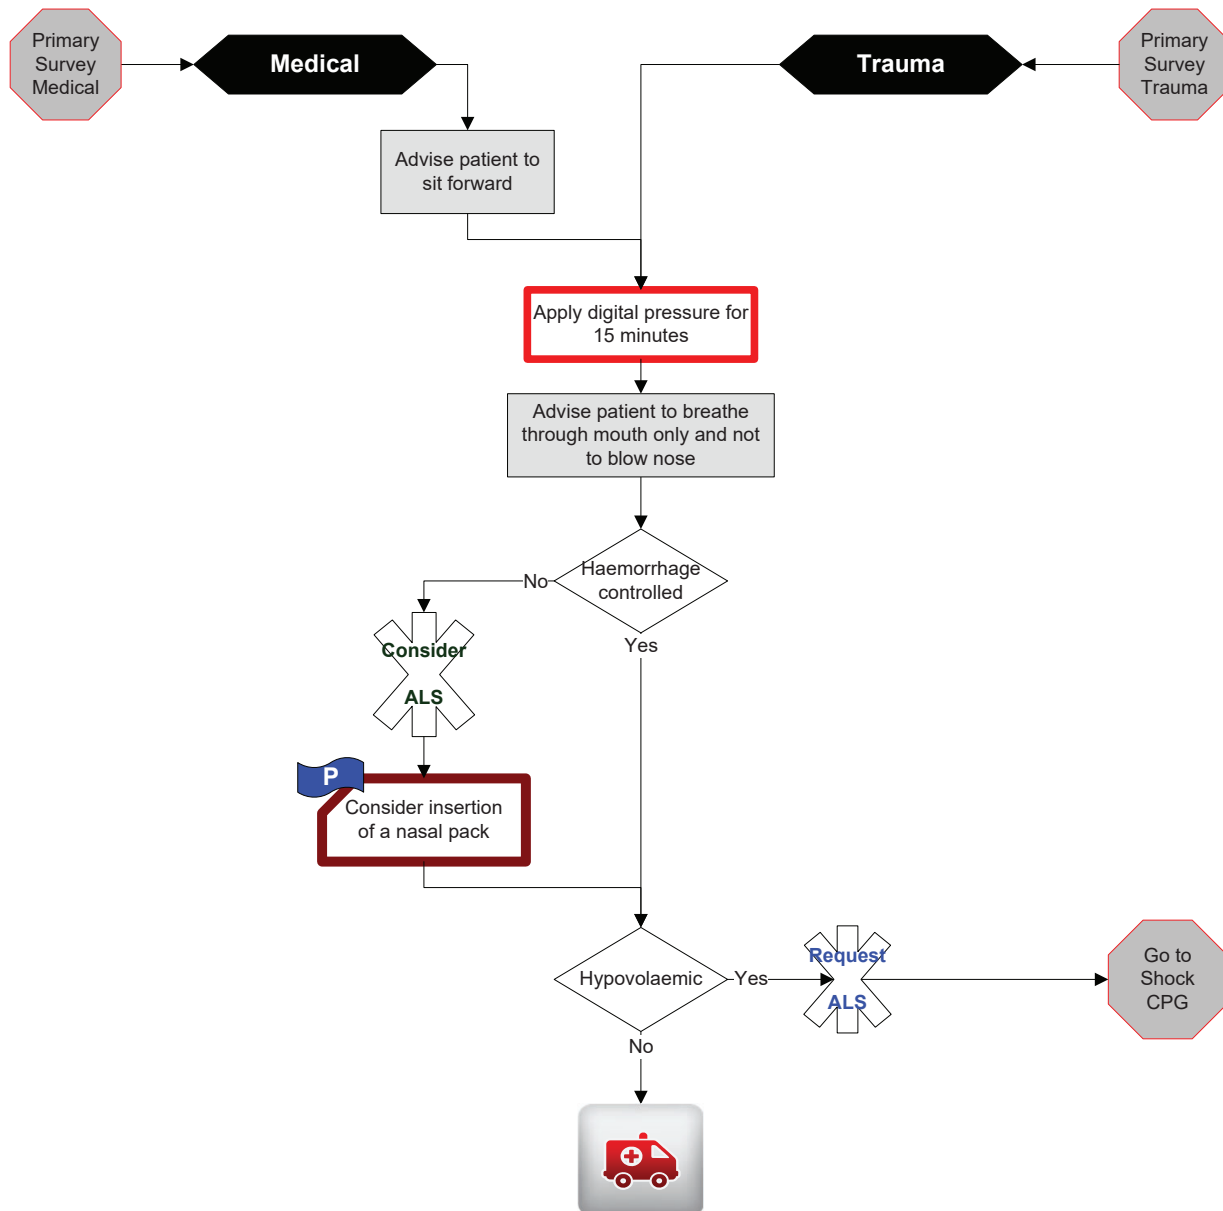 Primary
Survey
Medical
Medical
Trauma
Primary
Survey
Trauma
Advise patient to
sit forward
Apply digital pressure for
15 minutes
Advise patient to breathe
through mouth only and not
to blow nose
Haemorrhage
controlled
No
Yes
Consider
ALS
P
Consider insertion
of a nasal pack
Hypovolaemic
Yes
Request
ALS
Go to
Shock
CPG
No